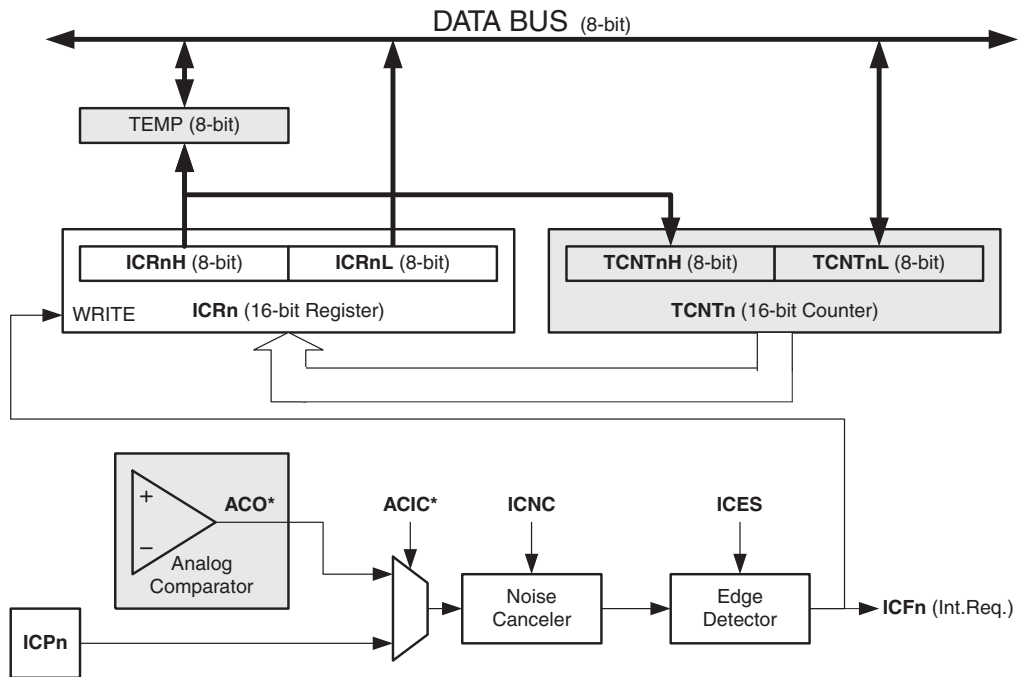 DATA BUS (8-bit)
TEMP (8-bit)
ICRnH (8-bit) ICRnL (8-bit) TCNTnH (8-bit) TCNTnL (8-bit)
WRITE ICRn (16-bit Register) TCNTn (16-bit Counter)
+
−
ACO*
Analog
Comparator
ACIC* ICNC ICES
Noise
Canceler
Edge
Detector
ICFn (Int.Req.)
ICPn